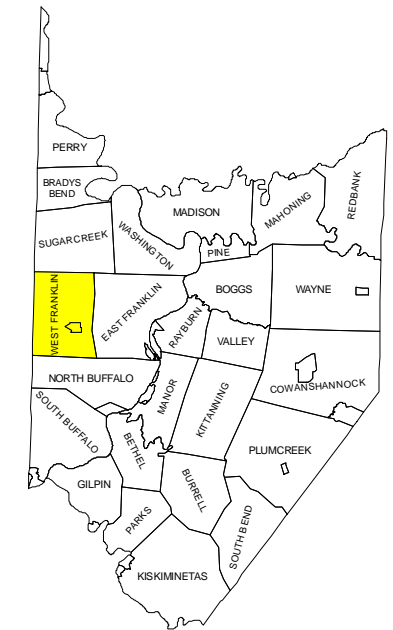 PERRY
BRADYS
BEND
MADISON
MAHONING
REDBANK
SUGARCREEK
WASHINGTON
PINE
WEST FRANKLIN
EAST FRANKLIN
BOGGS
WAYNE
RAYBURN
VALLEY
NORTH BUFFALO
MANOR
KITTANNING
COWANSHANNOCK
SOUTH BUFFALO
BETHEL
PLUMCREEK
GILPIN
BURRELL
PARKS
SOUTH BEND
KISKIMINETAS